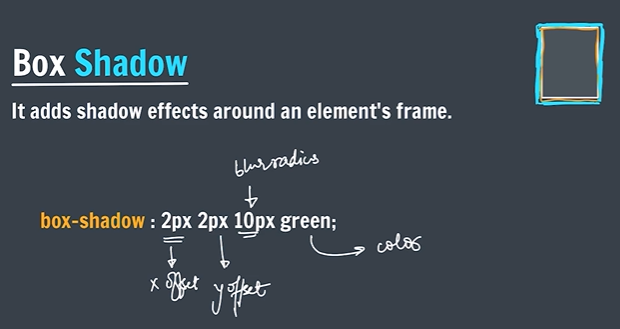 Box Shadow
It adds shadow effects around an element's frame.
blur radius
box-shadow : 2px 2px 10px green;
color
x offset y offset